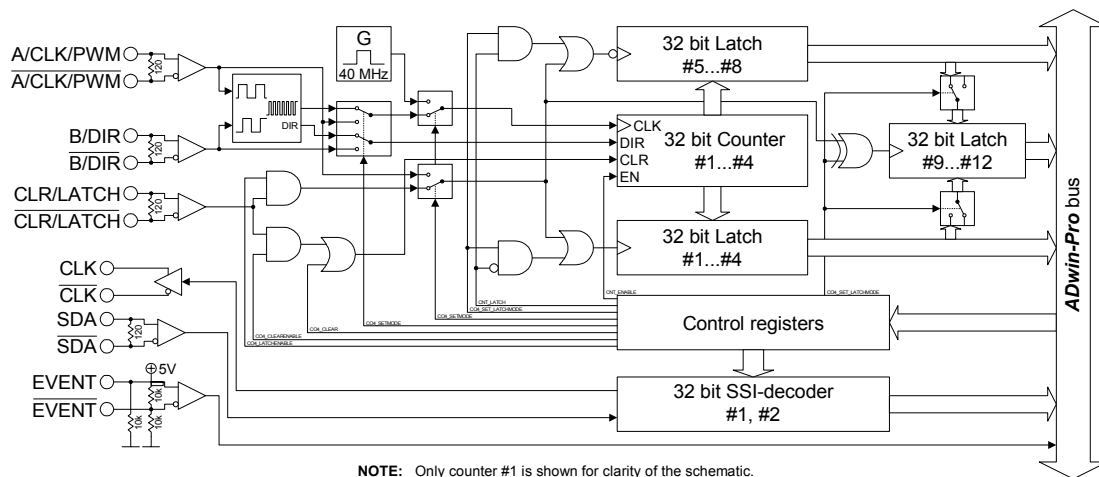 A/CLK/PWM
A/CLK/PWM
120
B/DIR
B/DIR
120
CLR/LATCH
CLR/LATCH
120
CLK
CLK
SDA
SDA
120
EVENT
EVENT
5V
10k
10k
10k
DIR
G
40 MHz
32 bit Latch
#5...#8
CLK
DIR
CLR
EN
32 bit Counter
#1...#4
32 bit Latch
#9...#12
32 bit Latch
#1...#4
CNT_ENABLE
CNT_LATCH
CO4_SET_LATCHMODE
CO4_SETMODE
CO4_SETMODE
CO4_CLEAR
CO4_CLEARENABLE
CO4_LATCHENABLE
CO4_SET_LATCHMODE
Control registers
32 bit SSI-decoder
#1, #2
ADwin-Pro bus
NOTE: Only counter #1 is shown for clarity of the schematic.